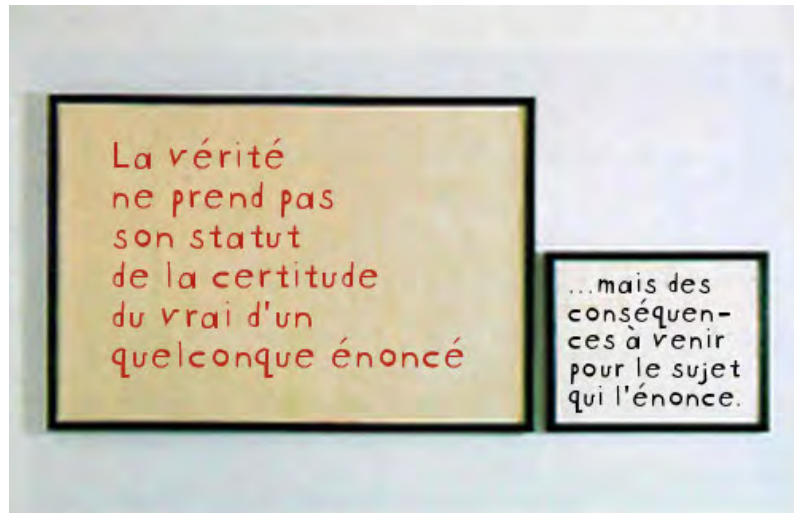 La vérité
ne prend pas
son statut
de la certitude
du vrai d'un
quelconque énoncé
...mais des
conséquen-
ces à venir
pour le sujet
qui l'énonce.